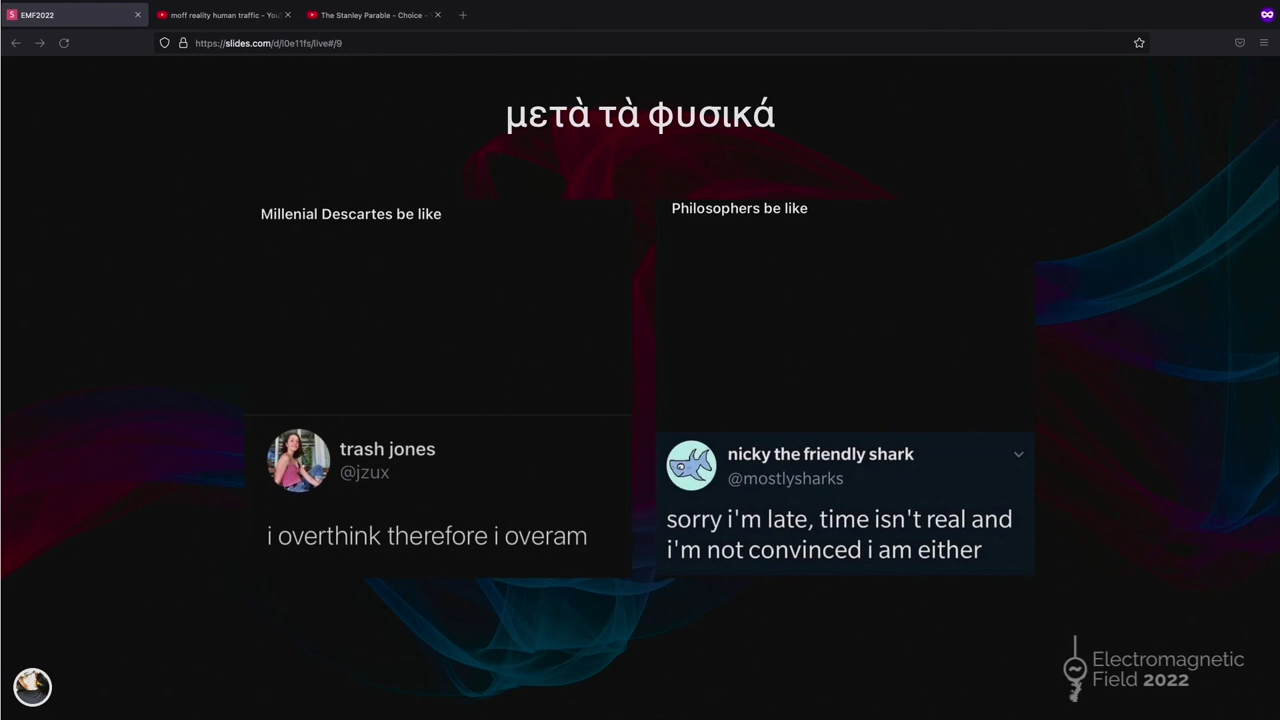 EMF2022
moff reality human traffic - You
The Stanley Parable - Choice -
https://slides.com/d/l0e11fs/live#/9
μετὰ τὰ φυσικά
Millenial Descartes be like
trash jones
@jzux
i overthink therefore i overam
Philosophers be like
nicky the friendly shark
@mostlysharks
sorry i'm late, time isn't real and
i'm not convinced i am either
Electromagnetic
Field 2022